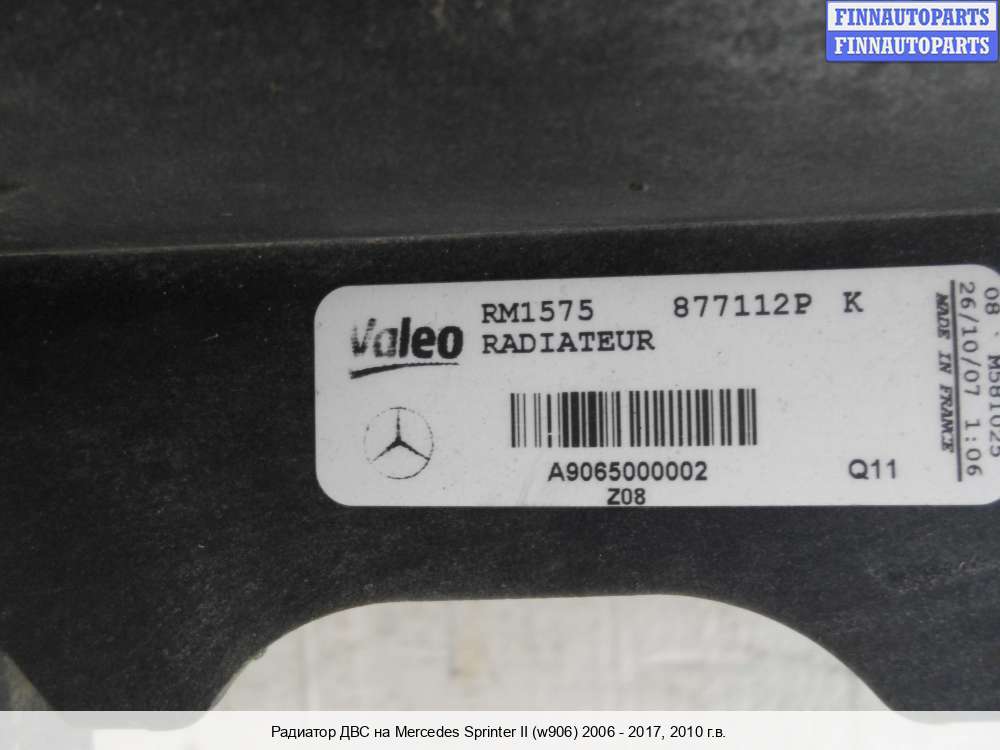 FINNAUTOPARTS
FINNAUTOPARTS
Valeo
RM1575 877112P K
RADIATEUR
A9065000002
Z08
Q11
08 M581025
26/10/07 1:06
MADE IN FRANCE
Радиатор ДВС на Mercedes Sprinter II (w906) 2006 - 2017, 2010 г.в.